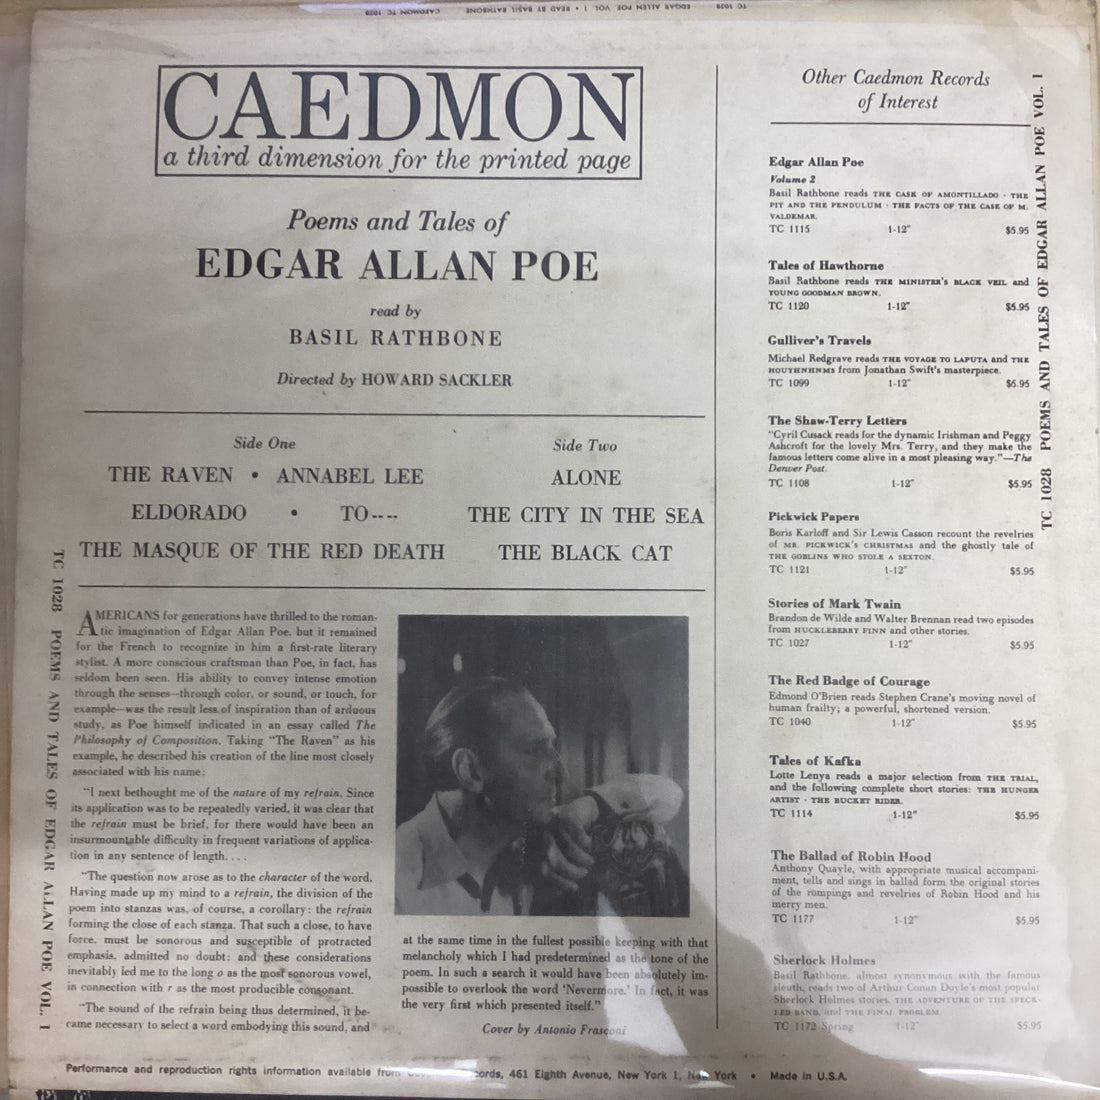 TC 1028 EDGAR ALLEN POE, VOL. 1 • READ BY BASIL RATHBONE CAEDMON TC 1028
CAEDMON
a third dimension for the printed page
Poems and Tales of
EDGAR ALLAN POE
read by
BASIL RATHBONE
Directed by HOWARD SACKLER
Side One
THE RAVEN • ANNABEL LEE
ELDORADO • TO----
THE MASQUE OF THE RED DEATH
Side Two
ALONE
THE CITY IN THE SEA
THE BLACK CAT
TC 1028 POEMS AND TALES OF EDGAR ALLAN POE VOL. 1
AMERICANS for generations have thrilled to the roman-
tic imagination of Edgar Allan Poe, but it remained
for the French to recognize in him a first-rate literary
stylist. A more conscious craftsman than Poe, in fact, has
seldom been seen. His ability to convey intense emotion
through the senses—through color, or sound, or touch, for
example—was the result less of inspiration than of arduous
study, as Poe himself indicated in an essay called The
Philosophy of Composition. Taking "The Raven" as his
example, he described his creation of the line most closely
associated with his name:
"I next bethought me of the nature of my refrain. Since
its application was to be repeatedly varied, it was clear that
the refrain must be brief, for there would have been an
insurmountable difficulty in frequent variations of applica-
tion in any sentence of length. . . .
"The question now arose as to the character of the word.
Having made up my mind to a refrain, the division of the
poem into stanzas was, of course, a corollary: the refrain
forming the close of each stanza. That such a close, to have
force, must be sonorous and susceptible of protracted
emphasis, admitted no doubt: and these considerations
inevitably led me to the long o as the most sonorous vowel,
in connection with r as the most producible consonant.
"The sound of the refrain being thus determined, it be-
came necessary to select a word embodying this sound, and
at the same time in the fullest possible keeping with that
melancholy which I had predetermined as the tone of the
poem. In such a search it would have been absolutely im-
possible to overlook the word 'Nevermore.' In fact, it was
the very first which presented itself."
Cover by Antonio Frasconi
Other Caedmon Records
of Interest
Edgar Allan Poe
Volume 2
Basil Rathbone reads THE CASK OF AMONTILLADO · THE
PIT AND THE PENDULUM · THE FACTS OF THE CASE OF M.
VALDEMAR.
TC 1115 1-12" $5.95
Tales of Hawthorne
Basil Rathbone reads THE MINISTER'S BLACK VEIL and
YOUNG GOODMAN BROWN.
TC 1120 1-12" $5.95
Gulliver's Travels
Michael Redgrave reads THE VOYAGE TO LAPUTA and THE
HOUYHNHNMS from Jonathan Swift's masterpiece.
TC 1099 1-12" $5.95
The Shaw-Terry Letters
"Cyril Cusack reads for the dynamic Irishman and Peggy
Ashcroft for the lovely Mrs. Terry, and they make the
famous letters come alive in a most pleasing way."—The
Denver Post.
TC 1108 1-12" $5.95
Pickwick Papers
Boris Karloff and Sir Lewis Casson recount the revelries
of MR. PICKWICK'S CHRISTMAS and the ghostly tale of
THE GOBLINS WHO STOLE A SEXTON.
TC 1121 1-12" $5.95
Stories of Mark Twain
Brandon de Wilde and Walter Brennan read two episodes
from HUCKLEBERRY FINN and other stories.
TC 1027 1-12" $5.95
The Red Badge of Courage
Edmond O'Brien reads Stephen Crane's moving novel of
human frailty; a powerful, shortened version.
TC 1040 1-12" $5.95
Tales of Kafka
Lotte Lenya reads a major selection from THE TRIAL,
and the following complete short stories: THE HUNGER
ARTIST · THE BUCKET RIDER.
TC 1114 1-12" $5.95
The Ballad of Robin Hood
Anthony Quayle, with appropriate musical accompani-
ment, tells and sings in ballad form the original stories
of the rompings and revelries of Robin Hood and his
merry men.
TC 1177 1-12" $5.95
Sherlock Holmes
Basil Rathbone, almost synonymous with the famous
sleuth, reads two of Arthur Conan Doyle's most popular
Sherlock Holmes stories, THE ADVENTURE OF THE SPECK-
LED BAND, and THE FINAL PROBLEM.
TC 1172 Spring 1-12" $5.95
TC 1028 POEMS AND TALES OF EDGAR ALLAN POE VOL. 1
Performance and reproduction rights information available from 461 Eighth Avenue, New York 1, New York • Made in U.S.A.